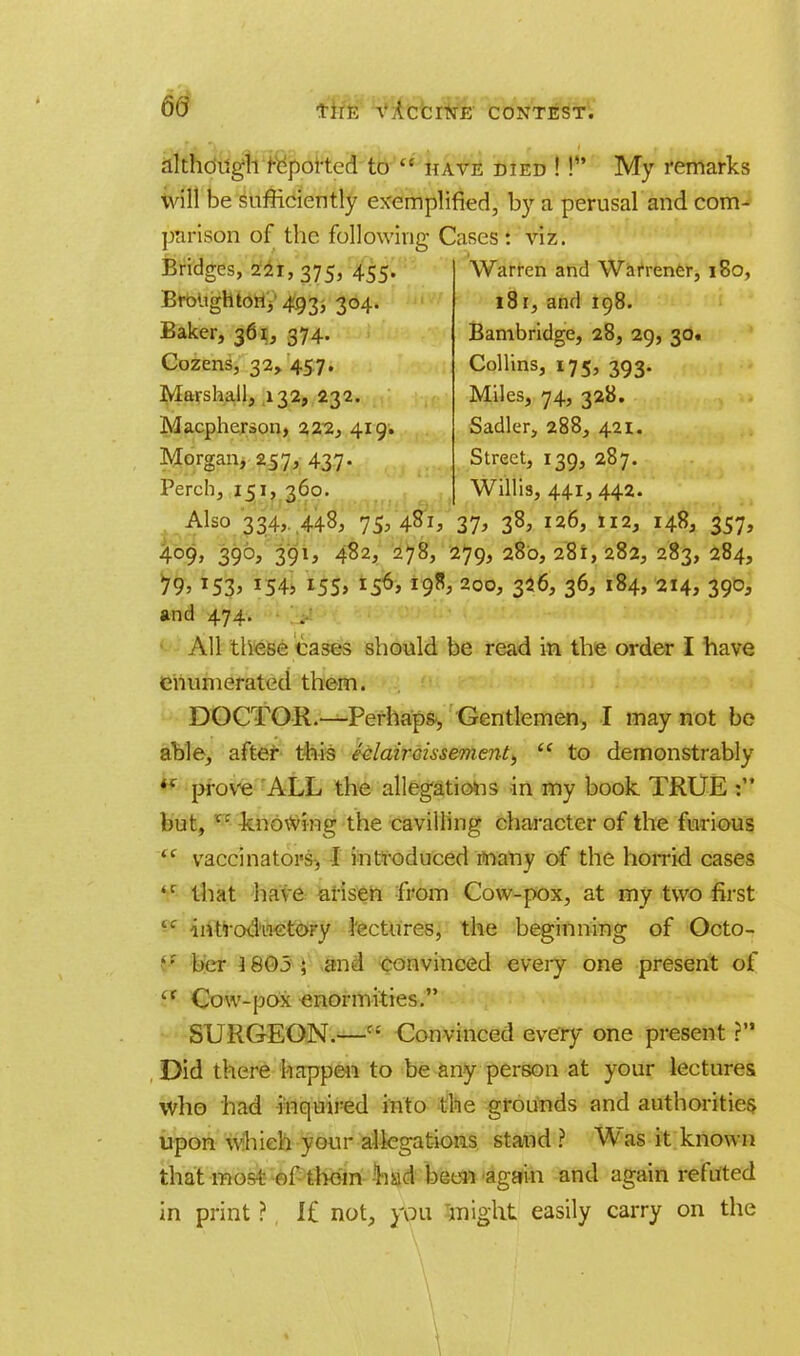 66 THE VACCINE CONTEST.
although reported to “ HAVE DIED ! !” My remarks
will be sufficiently exemplified, by a perusal and com-
parison of the following Cases : viz.
Bridges, 221, 375, 455.
Broughton, 493, 304.
Baker, 361, 374.
Cozens, 32, 457.
Marshall, 132, 232.
Macpherson, 222, 419.
Morgan, 257, 437.
Perch, 151, 360.
Warren and Warrener, 180,
181, and 198.
Bambridge, 28, 29, 30.
Collins, 175, 393.
Miles, 74, 328.
Sadler, 288, 421.
Street, 139, 287.
Willis, 441, 442.
Also 334, 448, 75, 481, 37, 38, 126, 112, 148, 357,
409, 390, 391, 482, 278, 279, 280, 281, 282, 283, 284,
79, 153, 154, 155, 156, 198, 200, 326, 36, 184, 214, 390,
and 474.
All these cases should be read in the order I have
enumerated them.
DOCTOR.—Perhaps, Gentlemen, I may not be
able, after this eclaircissement, “ to demonstrably
“ prove ALL the allegations in my book TRUE :”
but, “ knowing the cavilling character of the furious
“ vaccinators, I introduced many of the horrid cases
“ that have arisen from Cow-pox, at my two first
“ introductory lectures, the beginning of Octo-
“ ber 1805 ; and convinced every one present of
“ Cow-pox enormities.”
SURGEON.—“ Convinced every one present ?”
Did there happen to be any person at your lectures
who had inquired into the grounds and authorities
upon which your allegations stand ? Was it known
that most of them had been again and again refuted
in print ? If not, you might easily carry on the